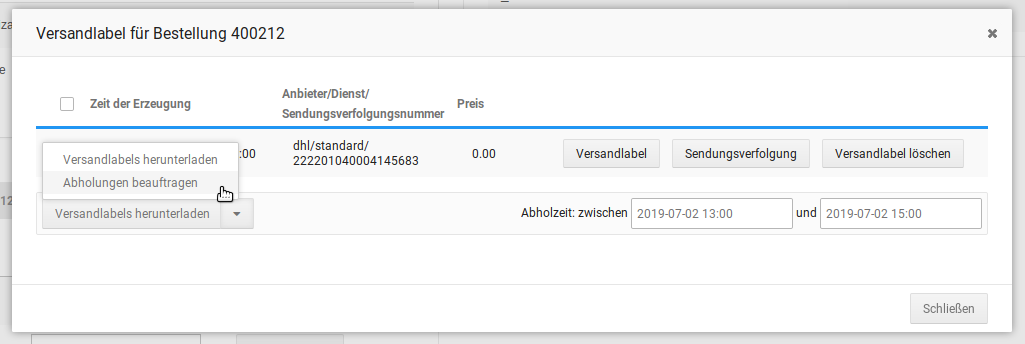 Versandlabel für Bestellung 400212
Zeit der Erzeugung
Anbieter/Dienst/
Sendungsverfolgungsnummer
Preis
:00
dhl/standard/
222201040004145683
0.00
Versandlabel
Sendungsverfolgung
Versandlabel löschen
Versandlabels herunterladen
Abholungen beauftragen
Versandlabels herunterladen
Abholzeit: zwischen 2019-07-02 13:00 und 2019-07-02 15:00
Schließen